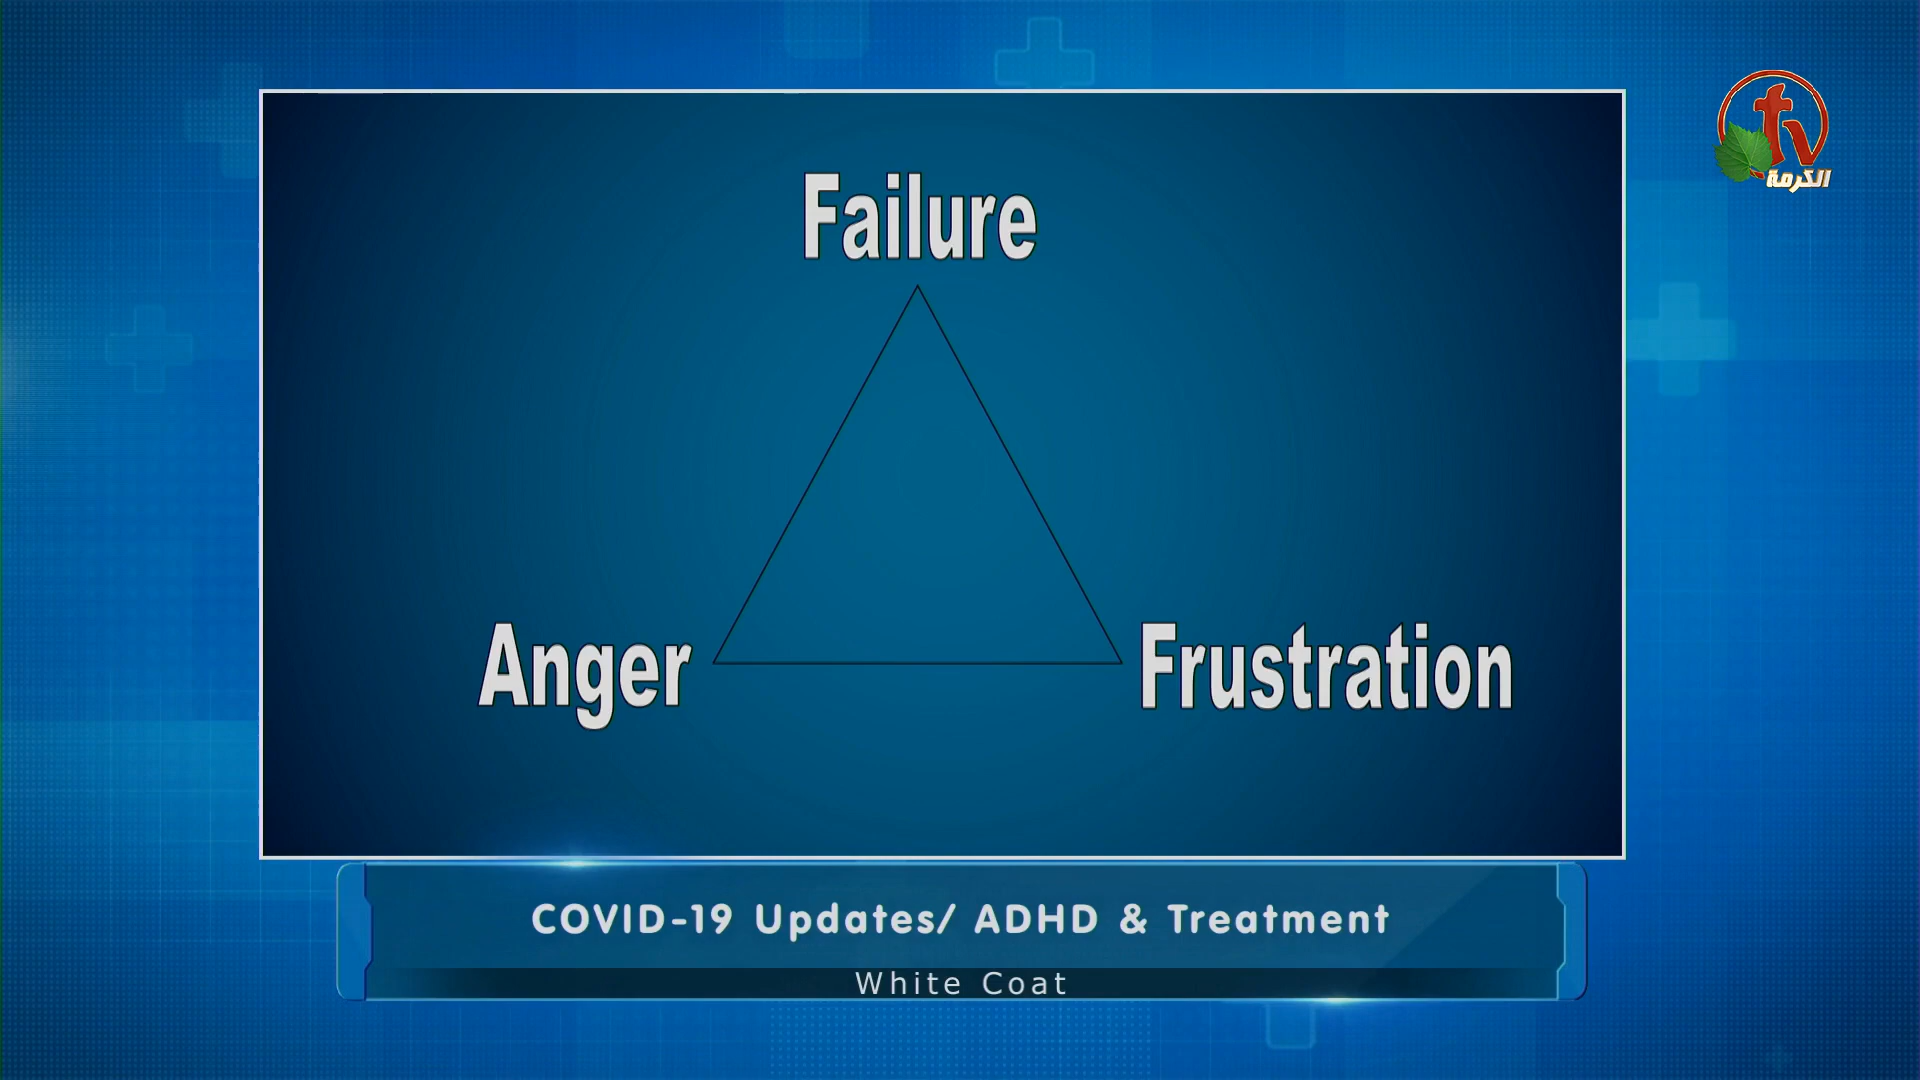 tv
الكرمة
Failure
Anger
Frustration
COVID-19 Updates/ ADHD & Treatment
White Coat